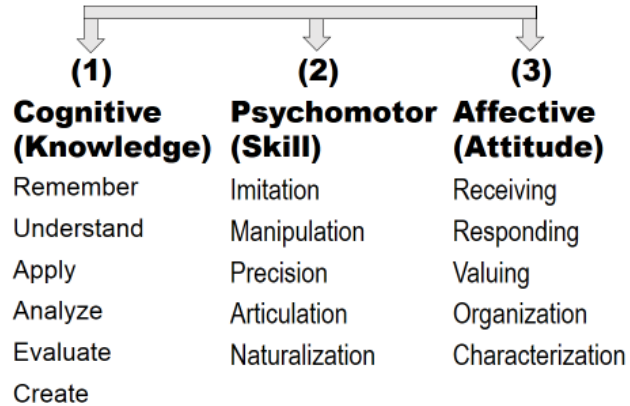 (1)
Cognitive
(Knowledge)
Remember
Understand
Apply
Analyze
Evaluate
Create
(2)
Psychomotor
(Skill)
Imitation
Manipulation
Precision
Articulation
Naturalization
(3)
Affective
(Attitude)
Receiving
Responding
Valuing
Organization
Characterization